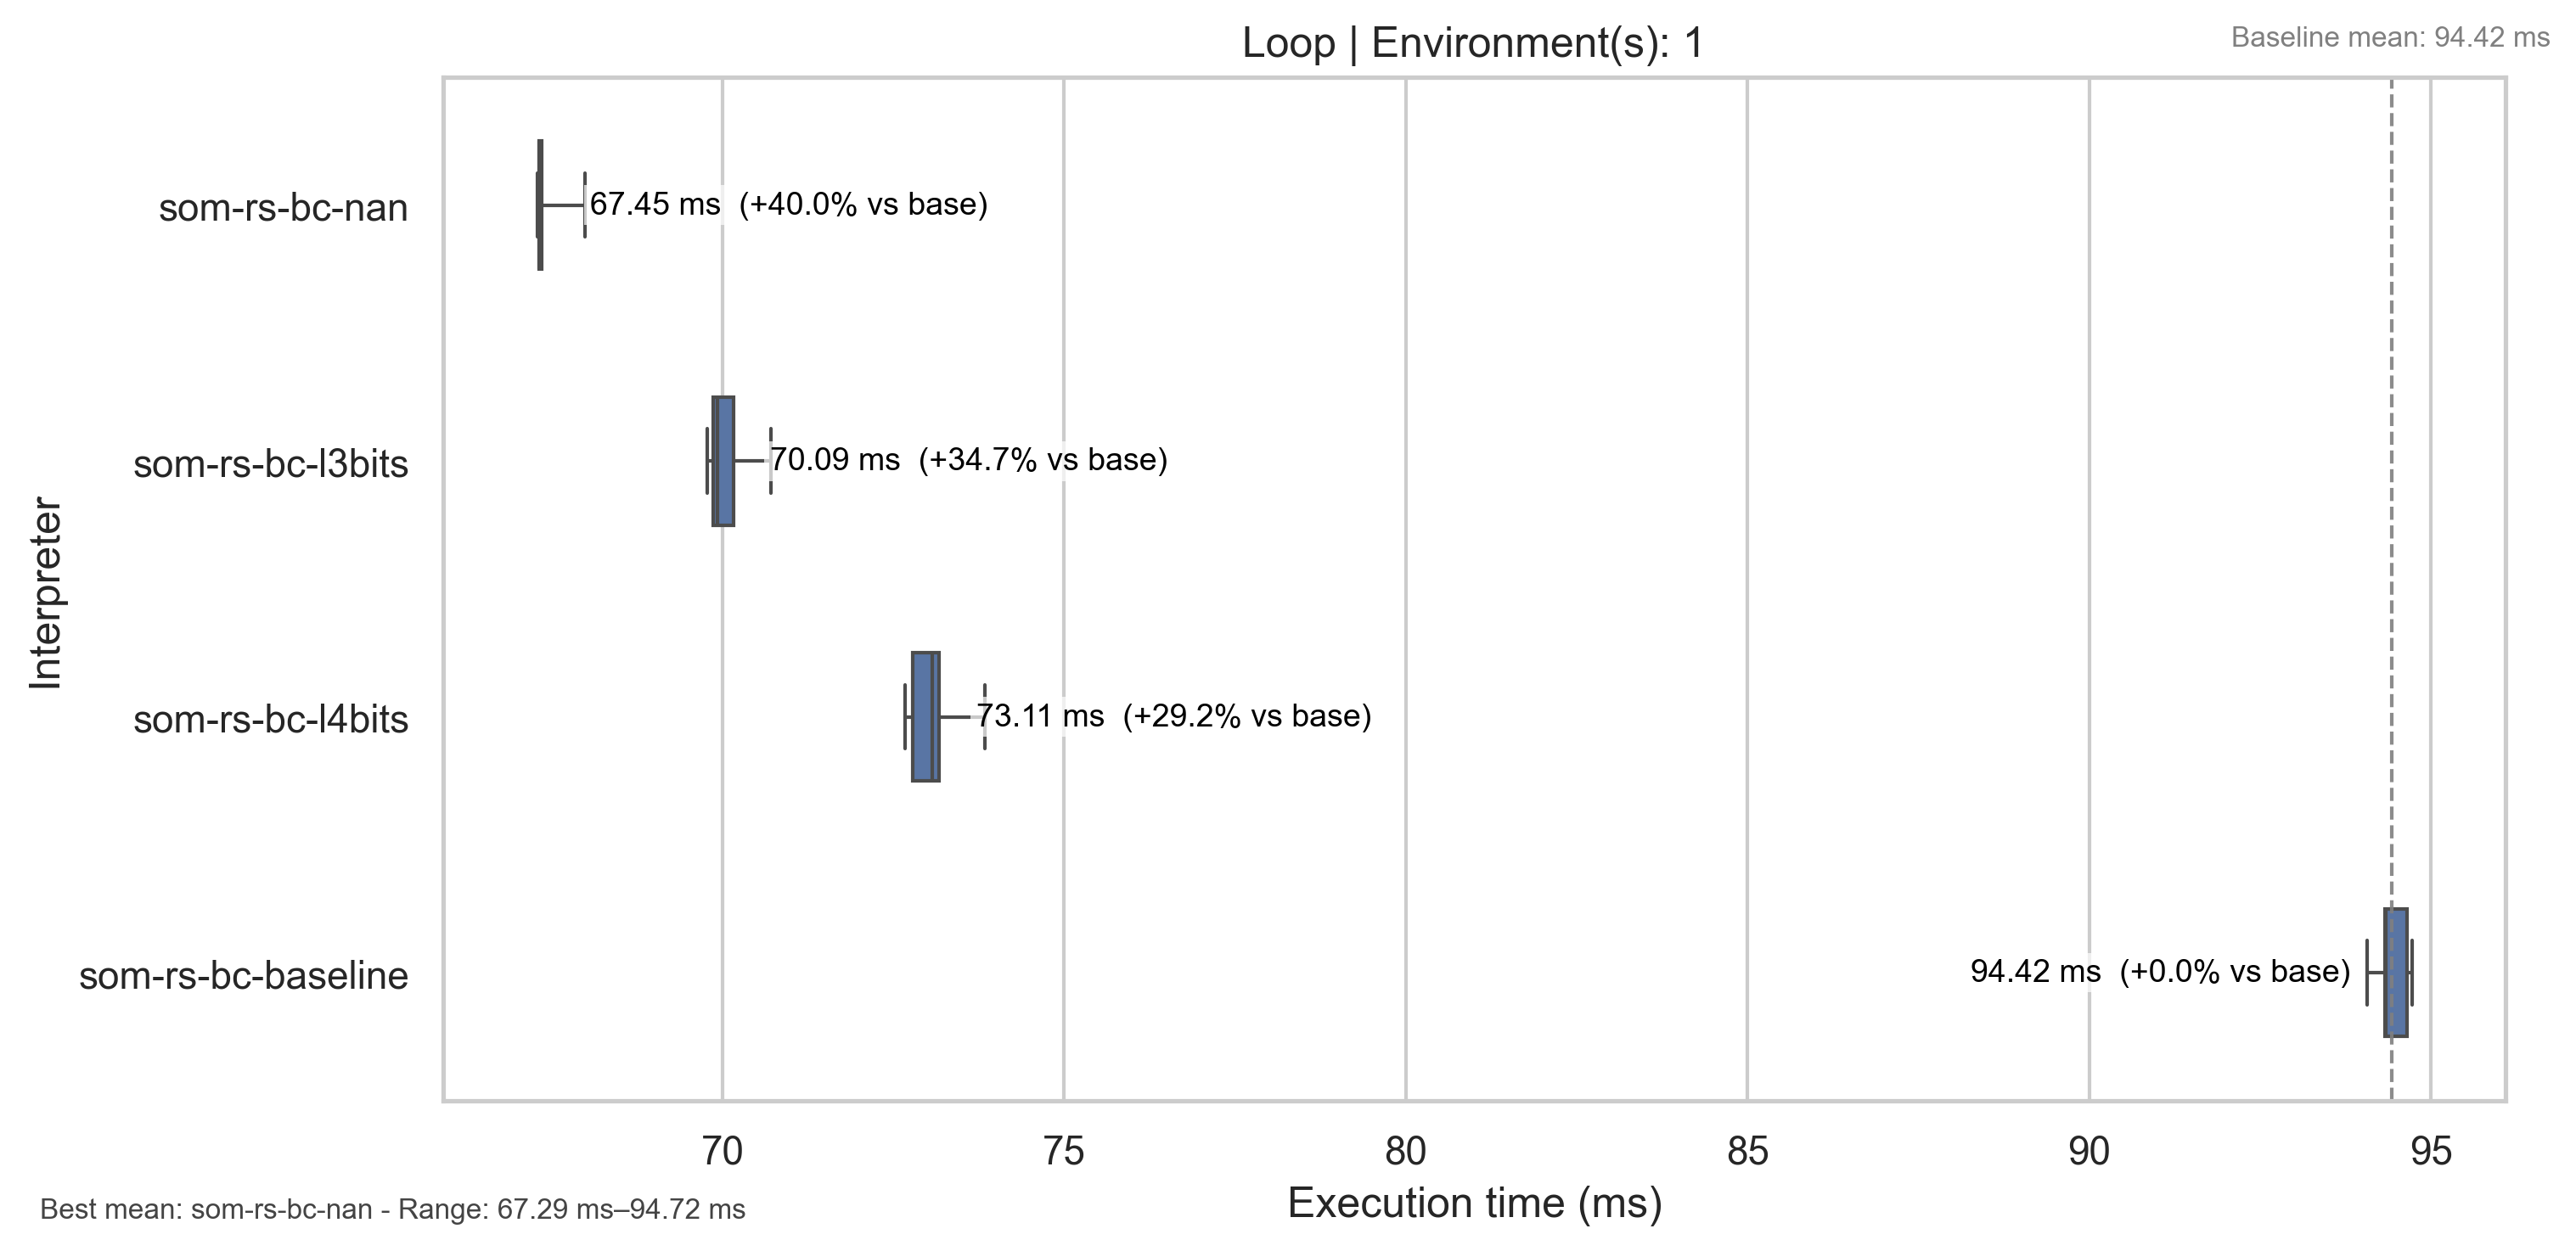 Loop | Environment(s): 1
Baseline mean: 94.42 ms
Interpreter
som-rs-bc-nan
67.45 ms (+40.0% vs base)
som-rs-bc-l3bits
70.09 ms (+34.7% vs base)
som-rs-bc-l4bits
73.11 ms (+29.2% vs base)
som-rs-bc-baseline
94.42 ms (+0.0% vs base)
70 75 80 85 90 95
Execution time (ms)
Best mean: som-rs-bc-nan - Range: 67.29 ms–94.72 ms